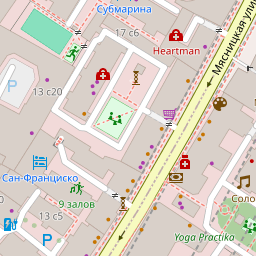 Субмарина
17 с6
Heartman
Мясницкая ули
P
13 с20
Сан-Франциско
9 залов
13 с5
P
Соло
Yoga Practika